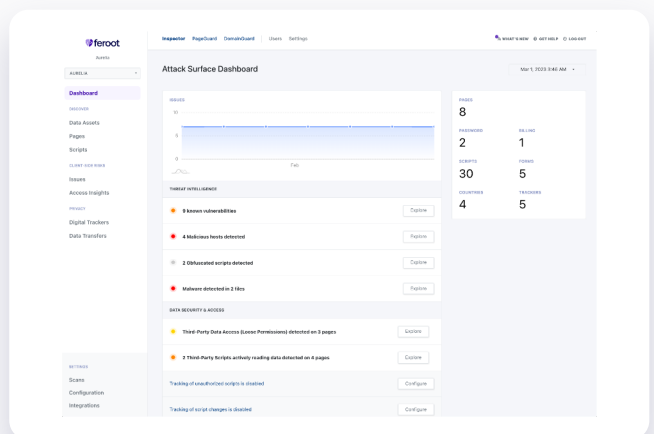 feroot
Inspector PageGuard DomainGuard Users Settings
WHAT'S NEW GET HELP LOG OUT
AURELIA
Dashboard
DISCOVER
Data Assets
Pages
Scripts
CLIENT-SIDE RISKS
Issues
Access Insights
PRIVACY
Digital Trackers
Data Transfers
SETTINGS
Scans
Configuration
Integrations
Attack Surface Dashboard
Mar 1, 2023 3:46 AM
ISSUES
10
5
0
Feb
THREAT INTELLIGENCE
9 known vulnerabilities
Explore
4 Malicious hosts detected
Explore
2 Obfuscated scripts detected
Explore
Malware detected in 2 files
Explore
DATA SECURITY & ACCESS
Third-Party Data Access (Loose Permissions) detected on 3 pages
Explore
2 Third-Party Scripts actively reading data detected on 4 pages
Explore
Tracking of unauthorized scripts is disabled
Configure
Tracking of script changes is disabled
Configure
PAGES
8
PASSWORD BILLING
2 1
SCRIPTS FORMS
30 5
COUNTRIES TRACKERS
4 5